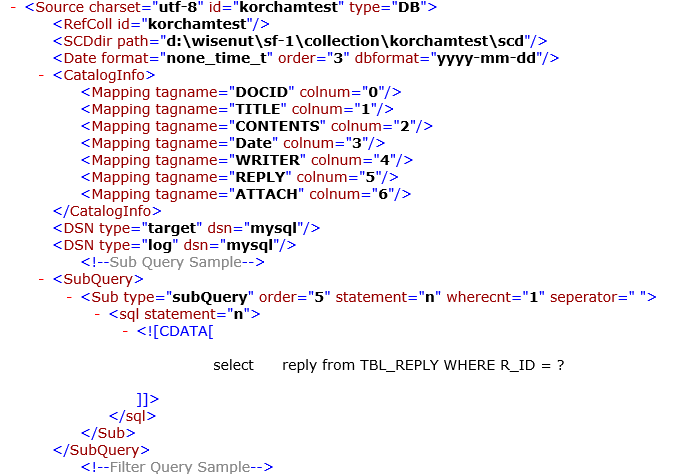 - <Source charset="utf-8" id="korchamtest" type="DB">
<RefColl id="korchamtest"/>
<SCDdir path="d:\wisenut\sf-1\collection\korchamtest\scd"/>
<Date format="none_time_t" order="3" dbformat="yyyy-mm-dd"/>
- <CatalogInfo>
<Mapping tagname="DOCID" colnum="0"/>
<Mapping tagname="TITLE" colnum="1"/>
<Mapping tagname="CONTENTS" colnum="2"/>
<Mapping tagname="Date" colnum="3"/>
<Mapping tagname="WRITER" colnum="4"/>
<Mapping tagname="REPLY" colnum="5"/>
<Mapping tagname="ATTACH" colnum="6"/>
</CatalogInfo>
<DSN type="target" dsn="mysql"/>
<DSN type="log" dsn="mysql"/>
<!--Sub Query Sample-->
- <SubQuery>
- <Sub type="subQuery" order="5" statement="n" wherecnt="1" seperator=" ">
- <sql statement="n">
- <![CDATA[
select reply from TBL_REPLY WHERE R_ID = ?
]]>
</sql>
</Sub>
</SubQuery>
<!--Filter Query Sample-->